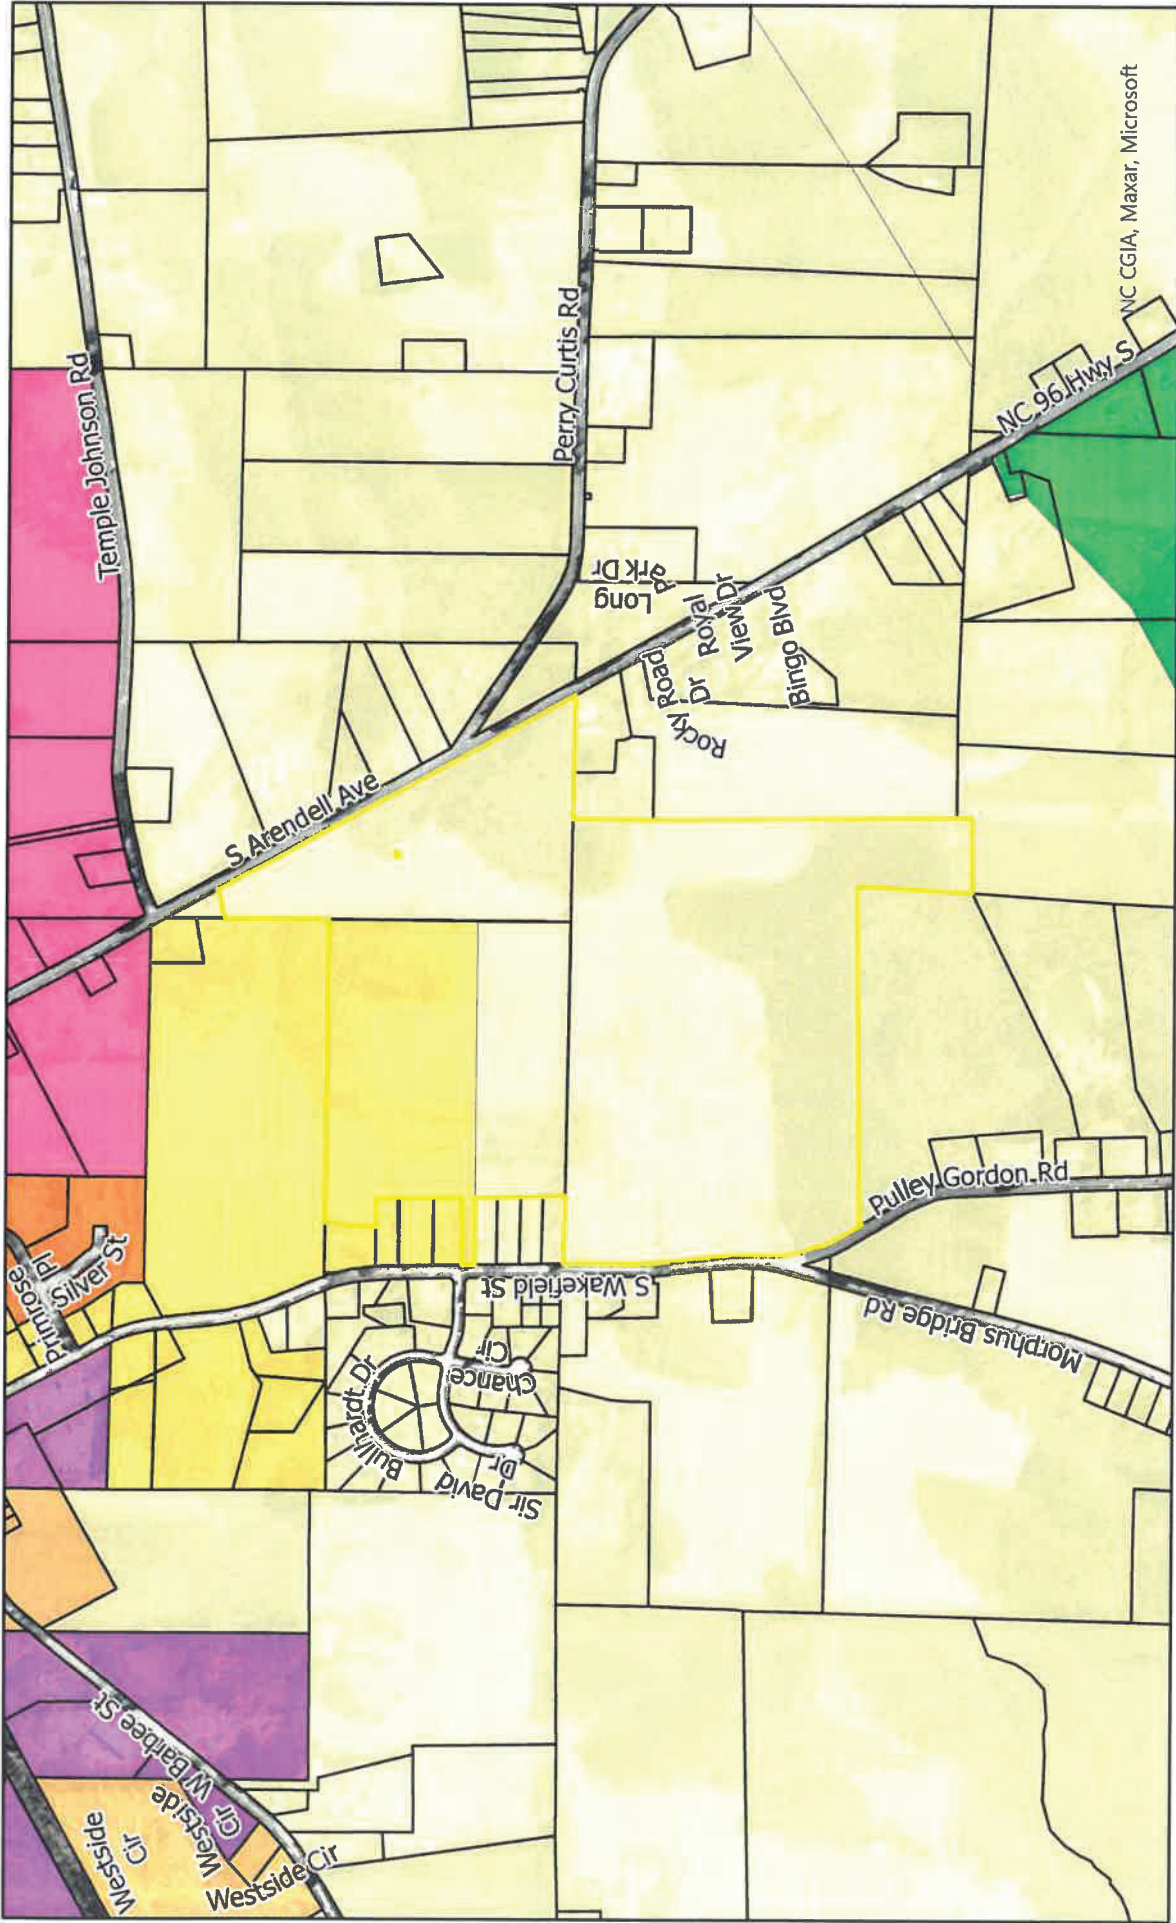 NC CGIA, Maxar, Microsoft
Temple Johnson Rd
Perry Curtis Rd
NC 96 Hwy S
Long
Park Dr
Royal
View Dr
Bingo Blvd
Rocky Road
Dr
S Arendell Ave
Pulley Gordon Rd
Primrose
Pl
Silver St
S Wakefield St
Morphus Bridge Rd
Chance
Cir
Bullhardt Dr
Sir David
Dr
W Barbee St
Westside
Cir
Westside
Cir
Westside Cir